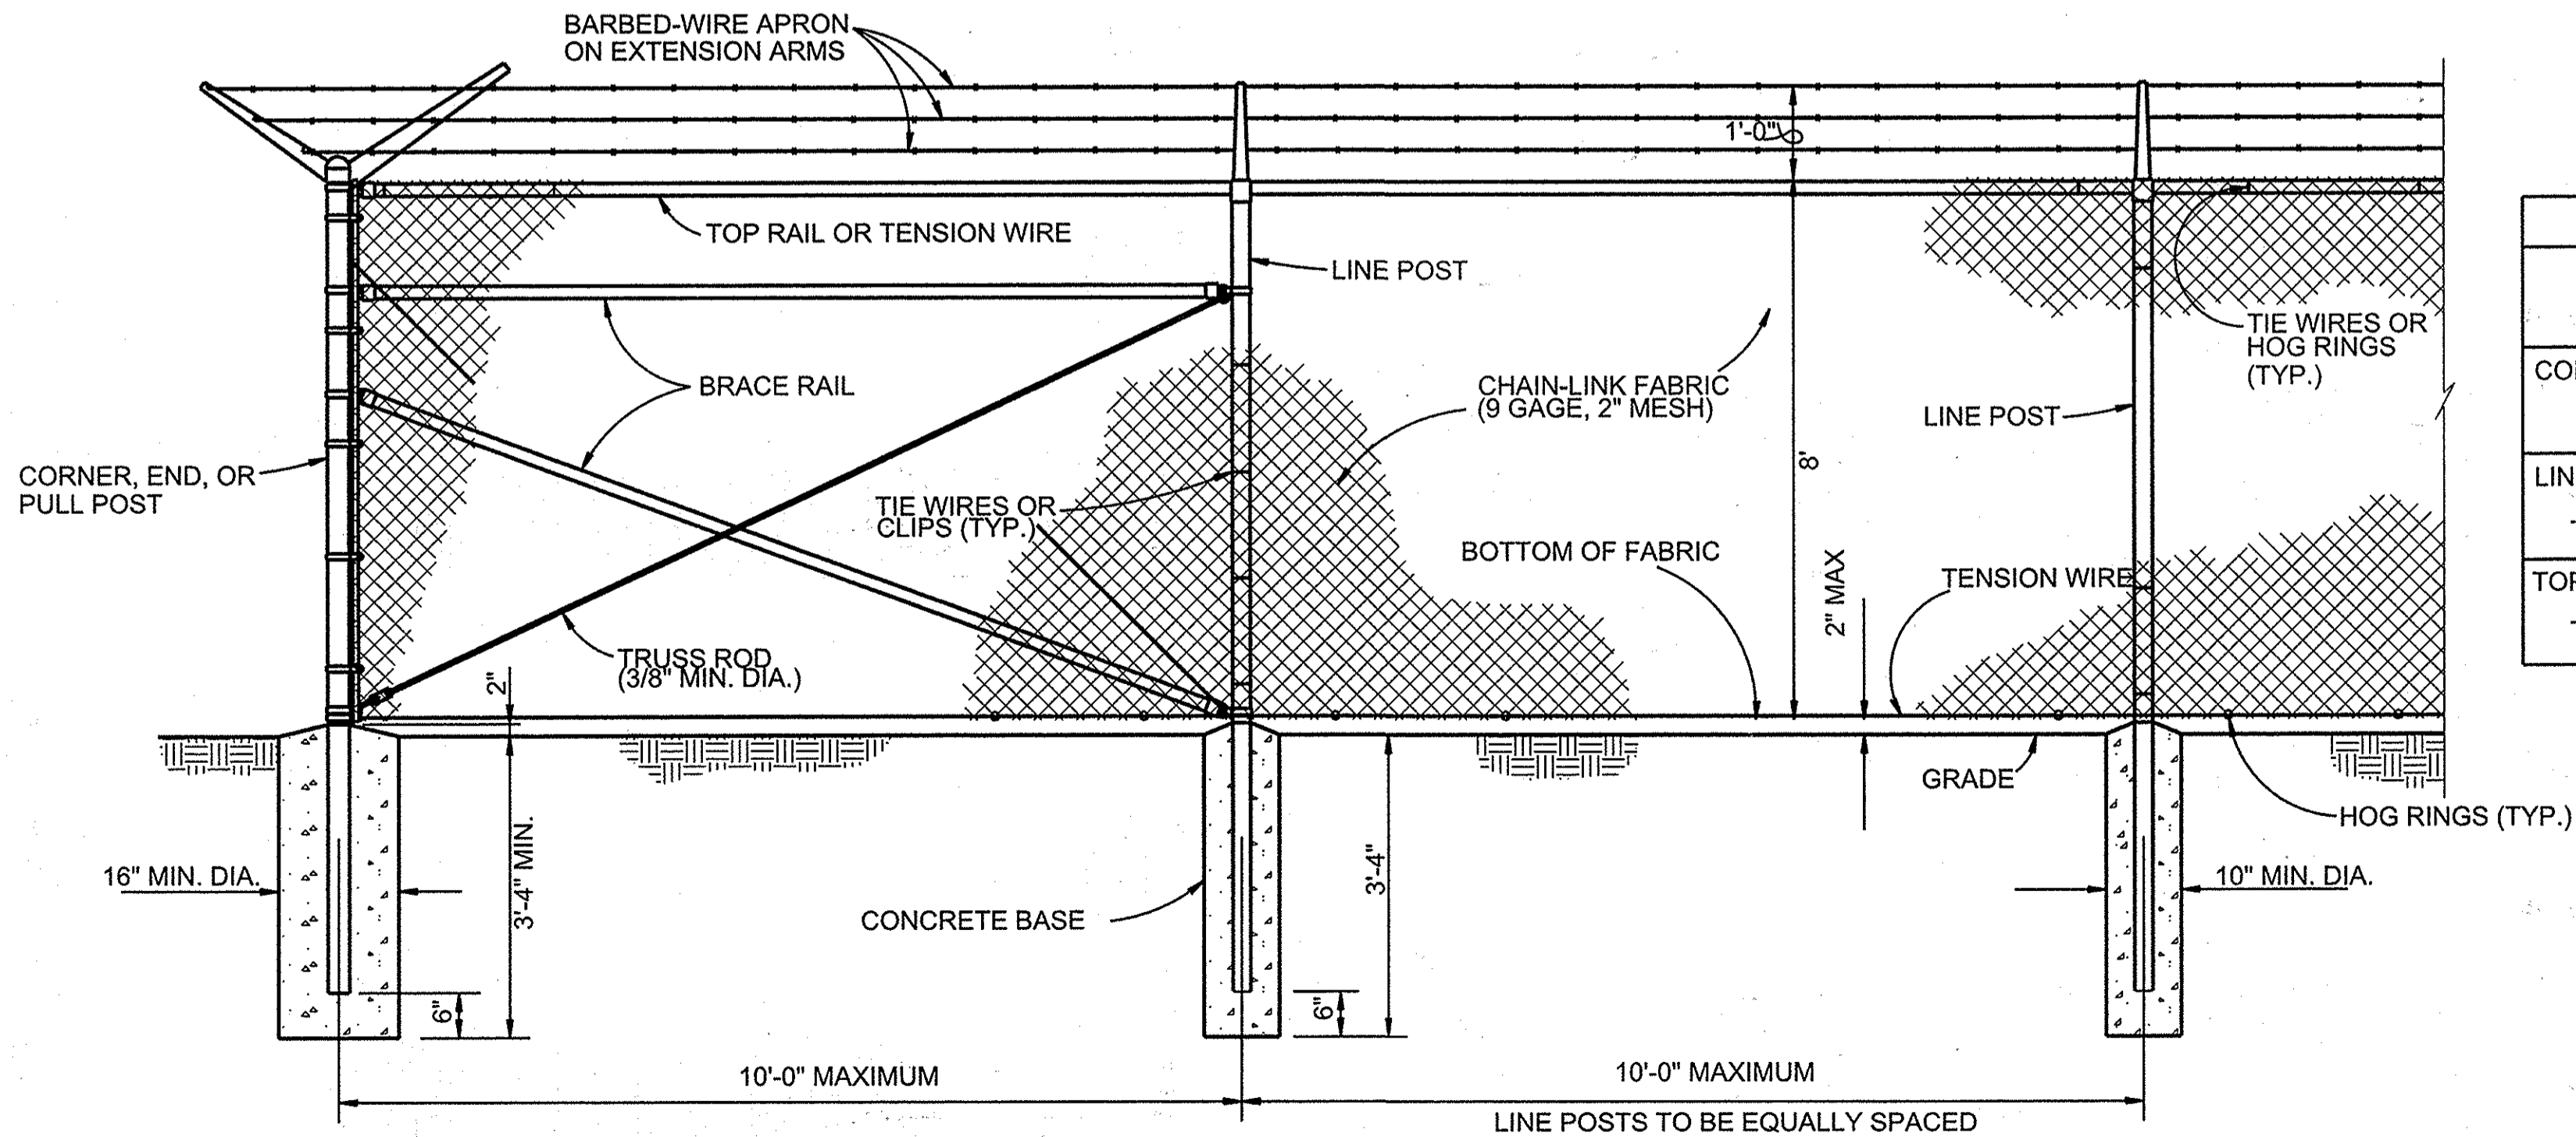 BARBED-WIRE APRON
ON EXTENSION ARMS
1'-0"
TOP RAIL OR TENSION WIRE
LINE POST
TIE WIRES OR
HOG RINGS
(TYP.)
BRACE RAIL
CHAIN-LINK FABRIC
(9 GAGE, 2" MESH)
LINE POST
8'
CORNER, END, OR
PULL POST
TIE WIRES OR
CLIPS (TYP.)
BOTTOM OF FABRIC
2" MAX
TENSION WIRE
TRUSS ROD
(3/8" MIN. DIA.)
2"
GRADE
HOG RINGS (TYP.)
16" MIN. DIA.
3'-4" MIN.
3'-4"
10" MIN. DIA.
CONCRETE BASE
6"
6"
10'-0" MAXIMUM
10'-0" MAXIMUM
LINE POSTS TO BE EQUALLY SPACED